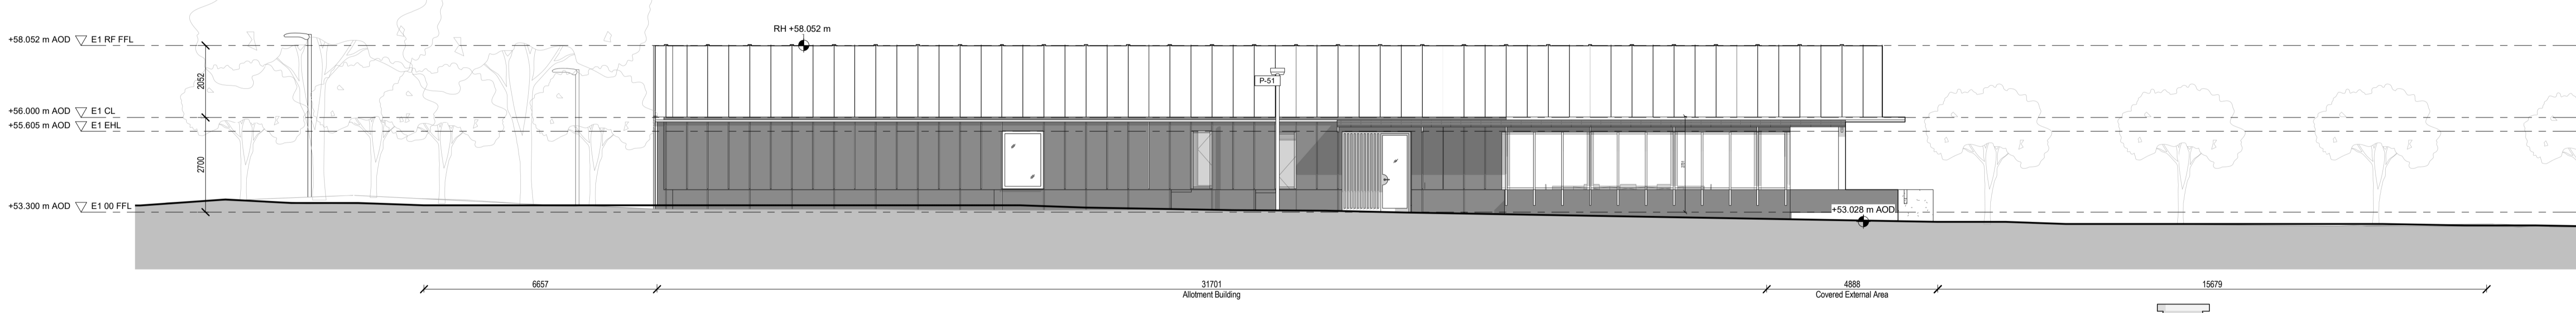 RH +58.052 m
+58.052 m AOD E1 RF FFL
2052
P-51
+56.000 m AOD E1 CL
+55.605 m AOD E1 EHL
2700
+53.300 m AOD E1 00 FFL
+53.028 m AOD
6657
31701
4888
15679
Allotment Building
Covered External Area